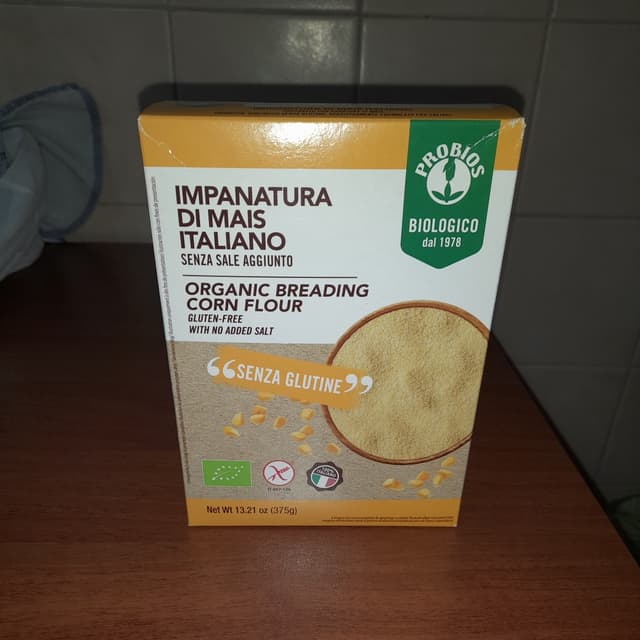 PROBIOS
BIOLOGICO
dal 1978
IMPANATURA
DI MAIS
ITALIANO
SENZA SALE AGGIUNTO
ORGANIC BREADING
CORN FLOUR
GLUTEN-FREE
WITH NO ADDED SALT
“SENZA GLUTINE”
Net Wt 13.21 oz (375g)